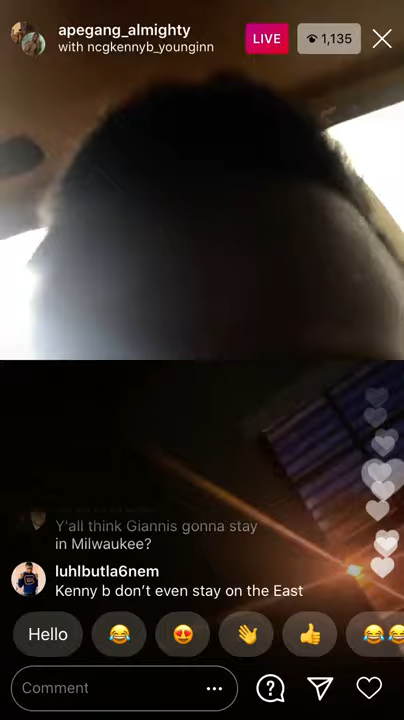 apegang_almighty
with ncgkennyb_younginn
LIVE
1,135
Y'all think Giannis gonna stay
in Milwaukee?
luhlbutla6nem
Kenny b don't even stay on the East
Hello
Comment